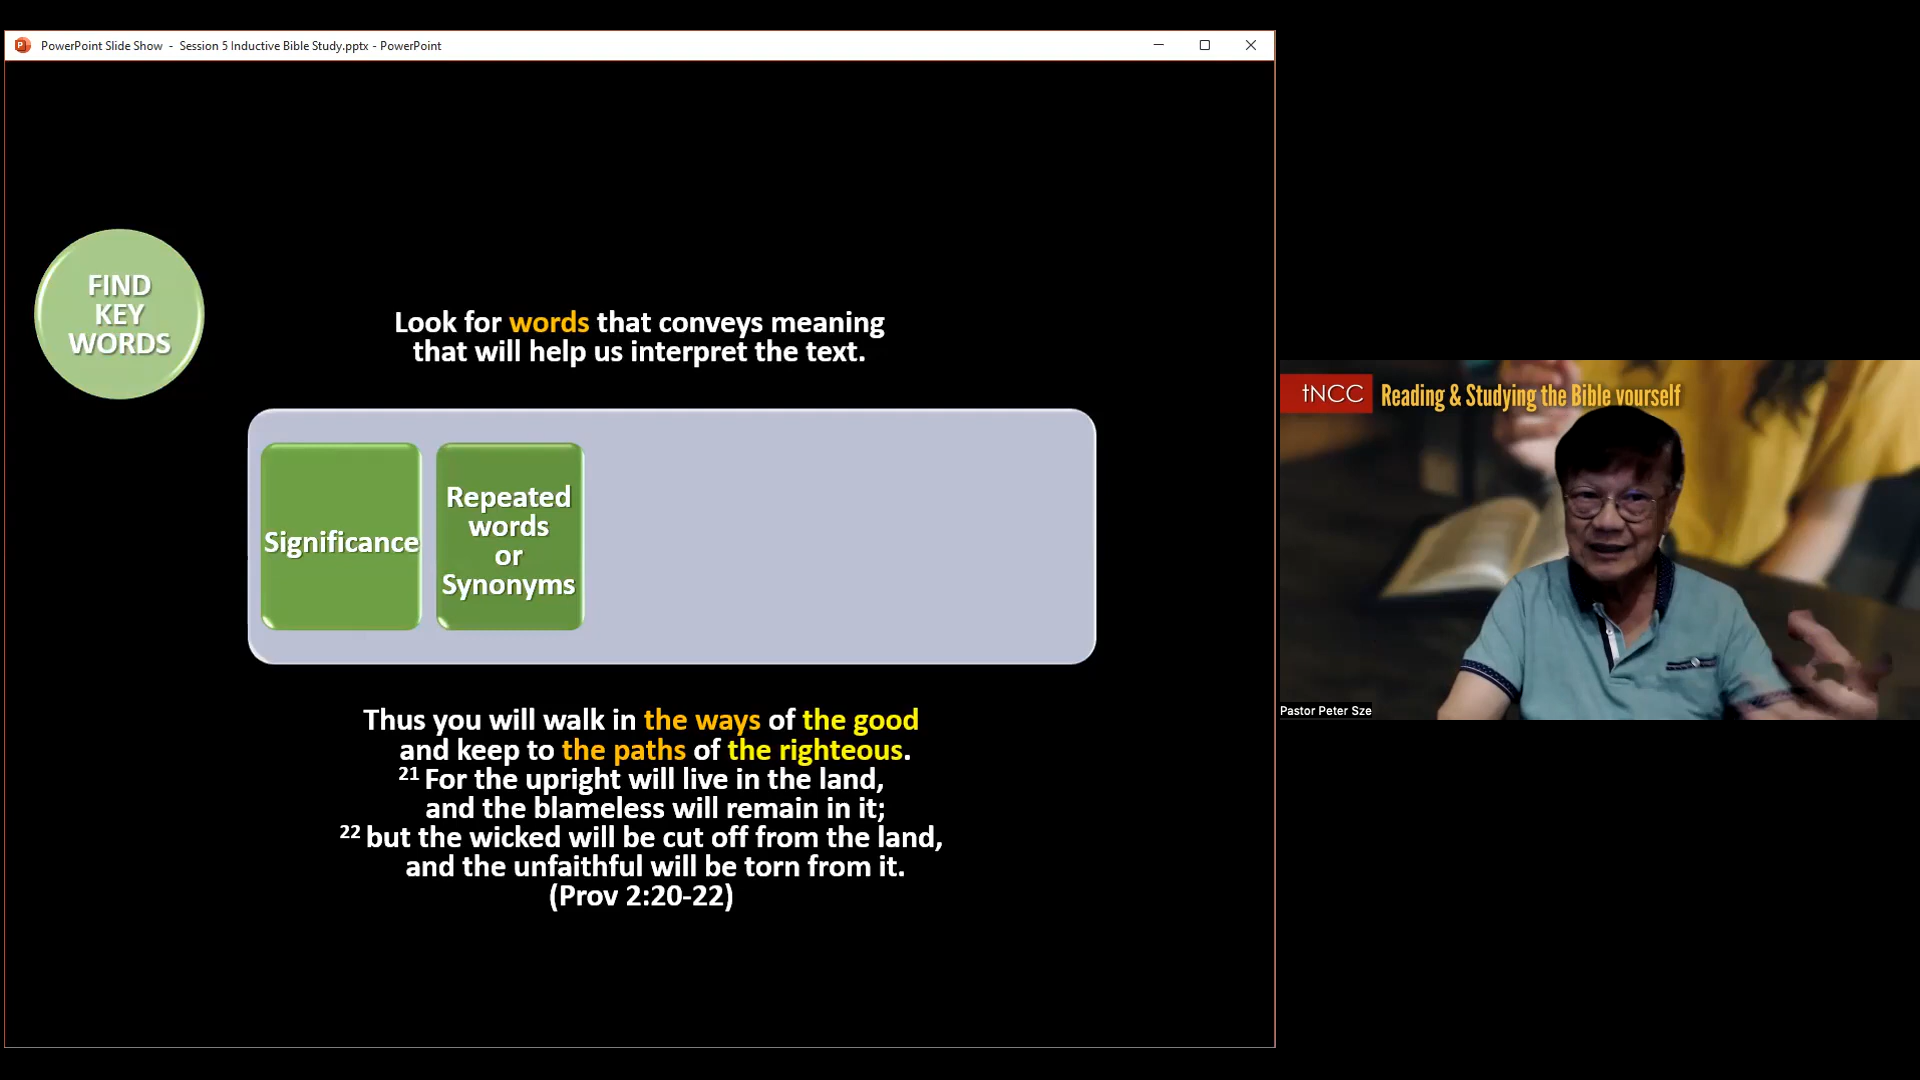 PowerPoint Slide Show - Session 5 Inductive Bible Study.pptx - PowerPoint
FIND
KEY
WORDS
Look for words that conveys meaning
that will help us interpret the text.
Significance
Repeated
words
or
Synonyms
Thus you will walk in the ways of the good
and keep to the paths of the righteous.
21 For the upright will live in the land,
and the blameless will remain in it;
22 but the wicked will be cut off from the land,
and the unfaithful will be torn from it.
(Prov 2:20-22)
tNCC Reading & Studying the Bible yourself
Pastor Peter Sze